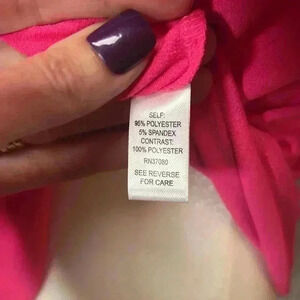 SELF:
95% POLYESTER
5% SPANDEX
CONTRAST:
100% POLYESTER
RN37080
SEE REVERSE
FOR CARE